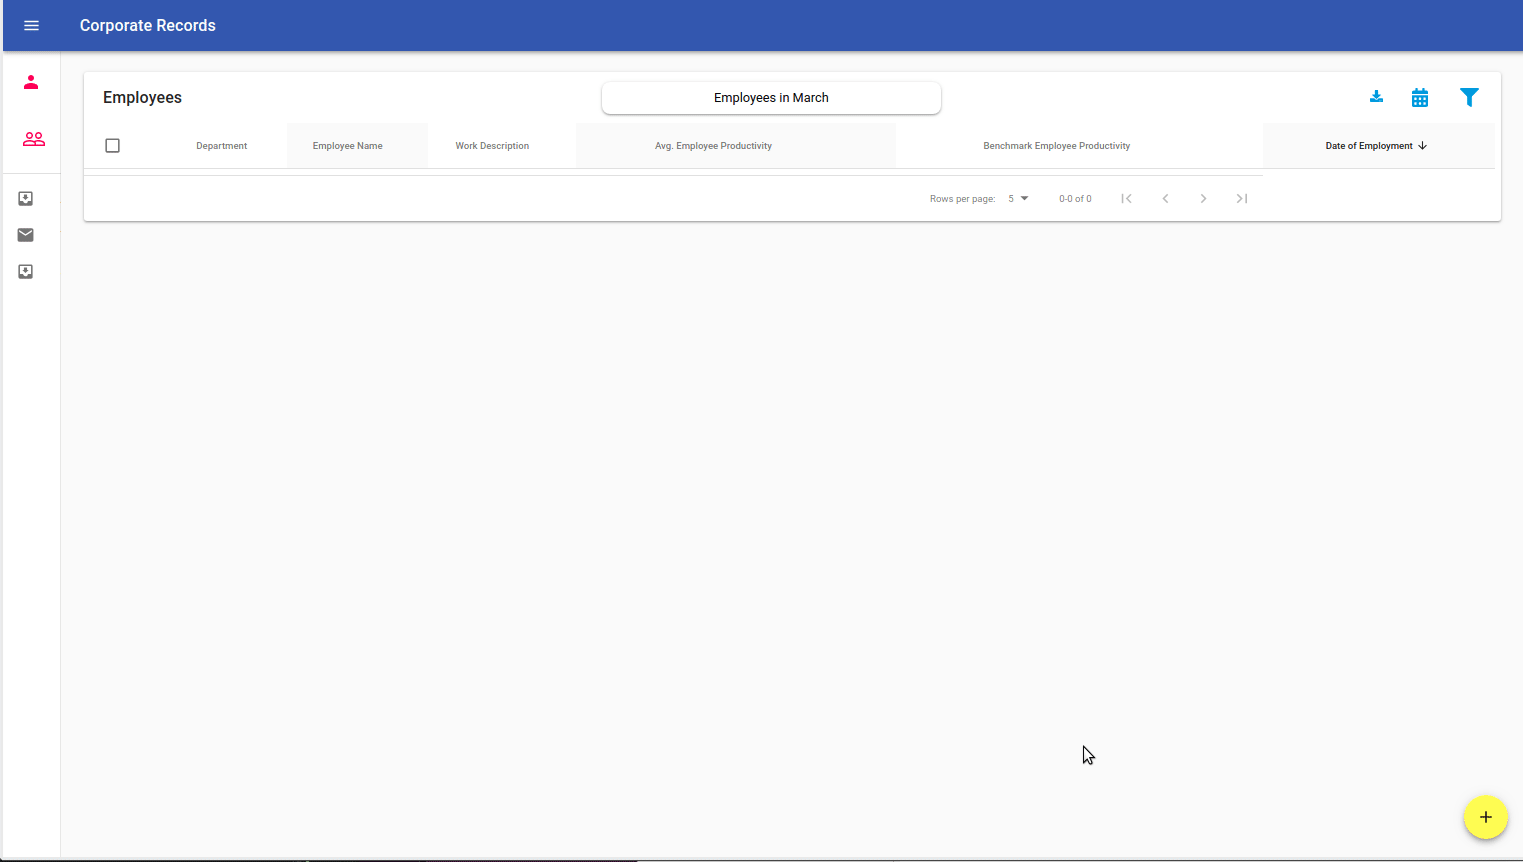 Corporate Records
Employees
Employees in March
Department Employee Name Work Description Avg. Employee Productivity Benchmark Employee Productivity Date of Employment
Rows per page: 5 0-0 of 0